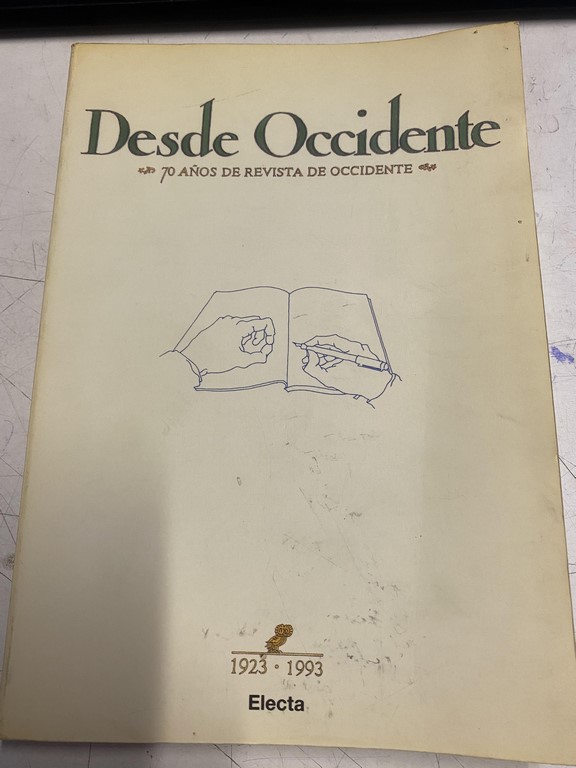 Desde Occidente
70 AÑOS DE REVISTA DE OCCIDENTE
1923 · 1993
Electa